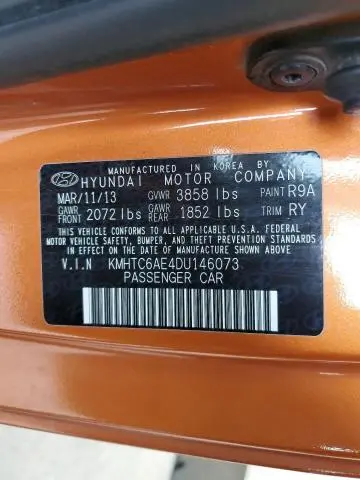 MANUFACTURED IN KOREA BY
HYUNDAI MOTOR COMPANY
MAR/11/13 GVWR 3858 lbs PAINT R9A
GAWR FRONT 2072 lbs GAWR REAR 1852 lbs TRIM RY
THIS VEHICLE CONFORMS TO ALL APPLICABLE U.S.A. FEDERAL
MOTOR VEHICLE SAFETY, BUMPER, AND THEFT PREVENTION
STANDARDS IN EFFECT ON THE DATE OF MANUFACTURE SHOWN ABOVE.
V.I.N KMHTC6AE4DU146073
PASSENGER CAR